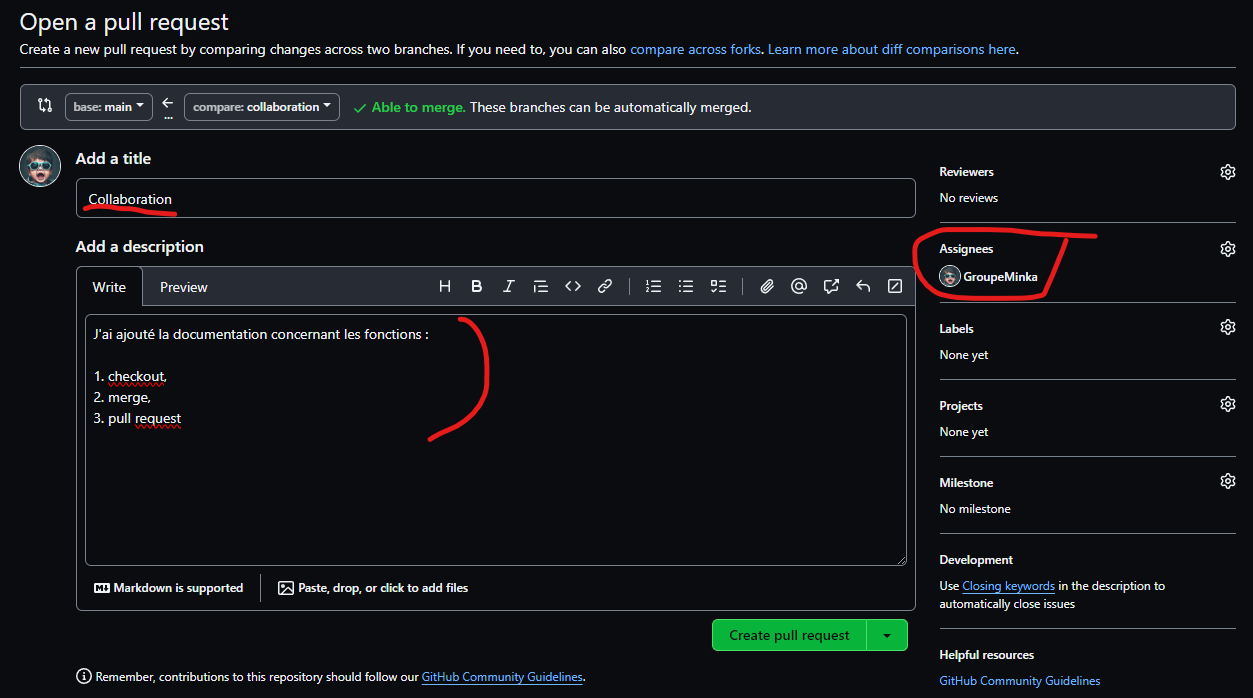 Open a pull request
Create a new pull request by comparing changes across two branches. If you need to, you can also compare across forks. Learn more about diff comparisons here.
base: main
...
compare: collaboration
Able to merge. These branches can be automatically merged.
Add a title
Collaboration
Add a description
Write Preview
J'ai ajouté la documentation concernant les fonctions :
1. checkout,
2. merge,
3. pull request
Markdown is supported
Paste, drop, or click to add files
Create pull request
Remember, contributions to this repository should follow our GitHub Community Guidelines.
Reviewers
No reviews
Assignees
GroupeMinka
Labels
None yet
Projects
None yet
Milestone
No milestone
Development
Use Closing keywords in the description to
automatically close issues
Helpful resources
GitHub Community Guidelines